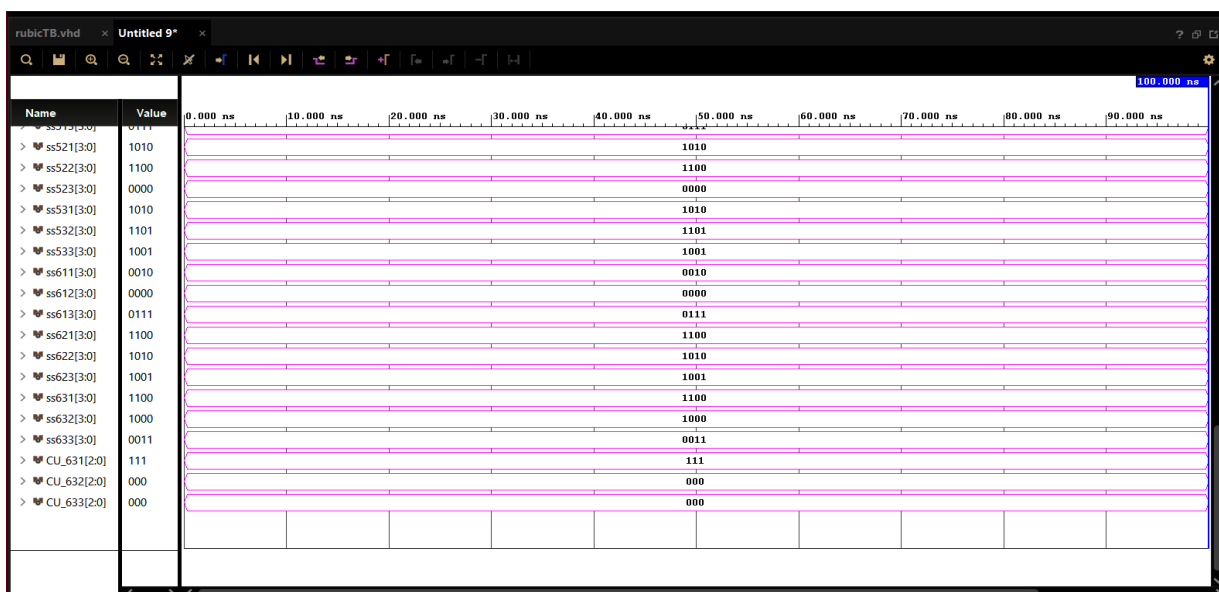 rubicTB.vhd × Untitled 9* ×
100.000 ns
Name Value 0.000 ns 10.000 ns 20.000 ns 30.000 ns 40.000 ns 50.000 ns 60.000 ns 70.000 ns 80.000 ns 90.000 ns
ss513[3:0] 0111 0111
ss521[3:0] 1010 1010
ss522[3:0] 1100 1100
ss523[3:0] 0000 0000
ss531[3:0] 1010 1010
ss532[3:0] 1101 1101
ss533[3:0] 1001 1001
ss611[3:0] 0010 0010
ss612[3:0] 0000 0000
ss613[3:0] 0111 0111
ss621[3:0] 1100 1100
ss622[3:0] 1010 1010
ss623[3:0] 1001 1001
ss631[3:0] 1100 1100
ss632[3:0] 1000 1000
ss633[3:0] 0011 0011
CU_631[2:0] 111 111
CU_632[2:0] 000 000
CU_633[2:0] 000 000